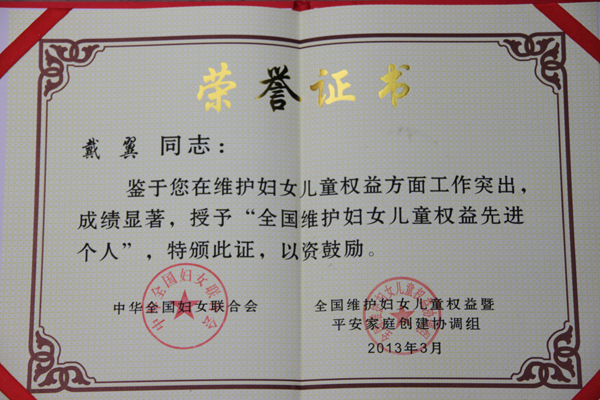 荣誉证书
戴翼 同志：
鉴于您在维护妇女儿童权益方面工作突出，
成绩显著，授予“全国维护妇女儿童权益先进
个人”，特颁此证，以资鼓励。
中华全国妇女联合会
全国维护妇女儿童权益暨
平安家庭创建协调组
2013年3月